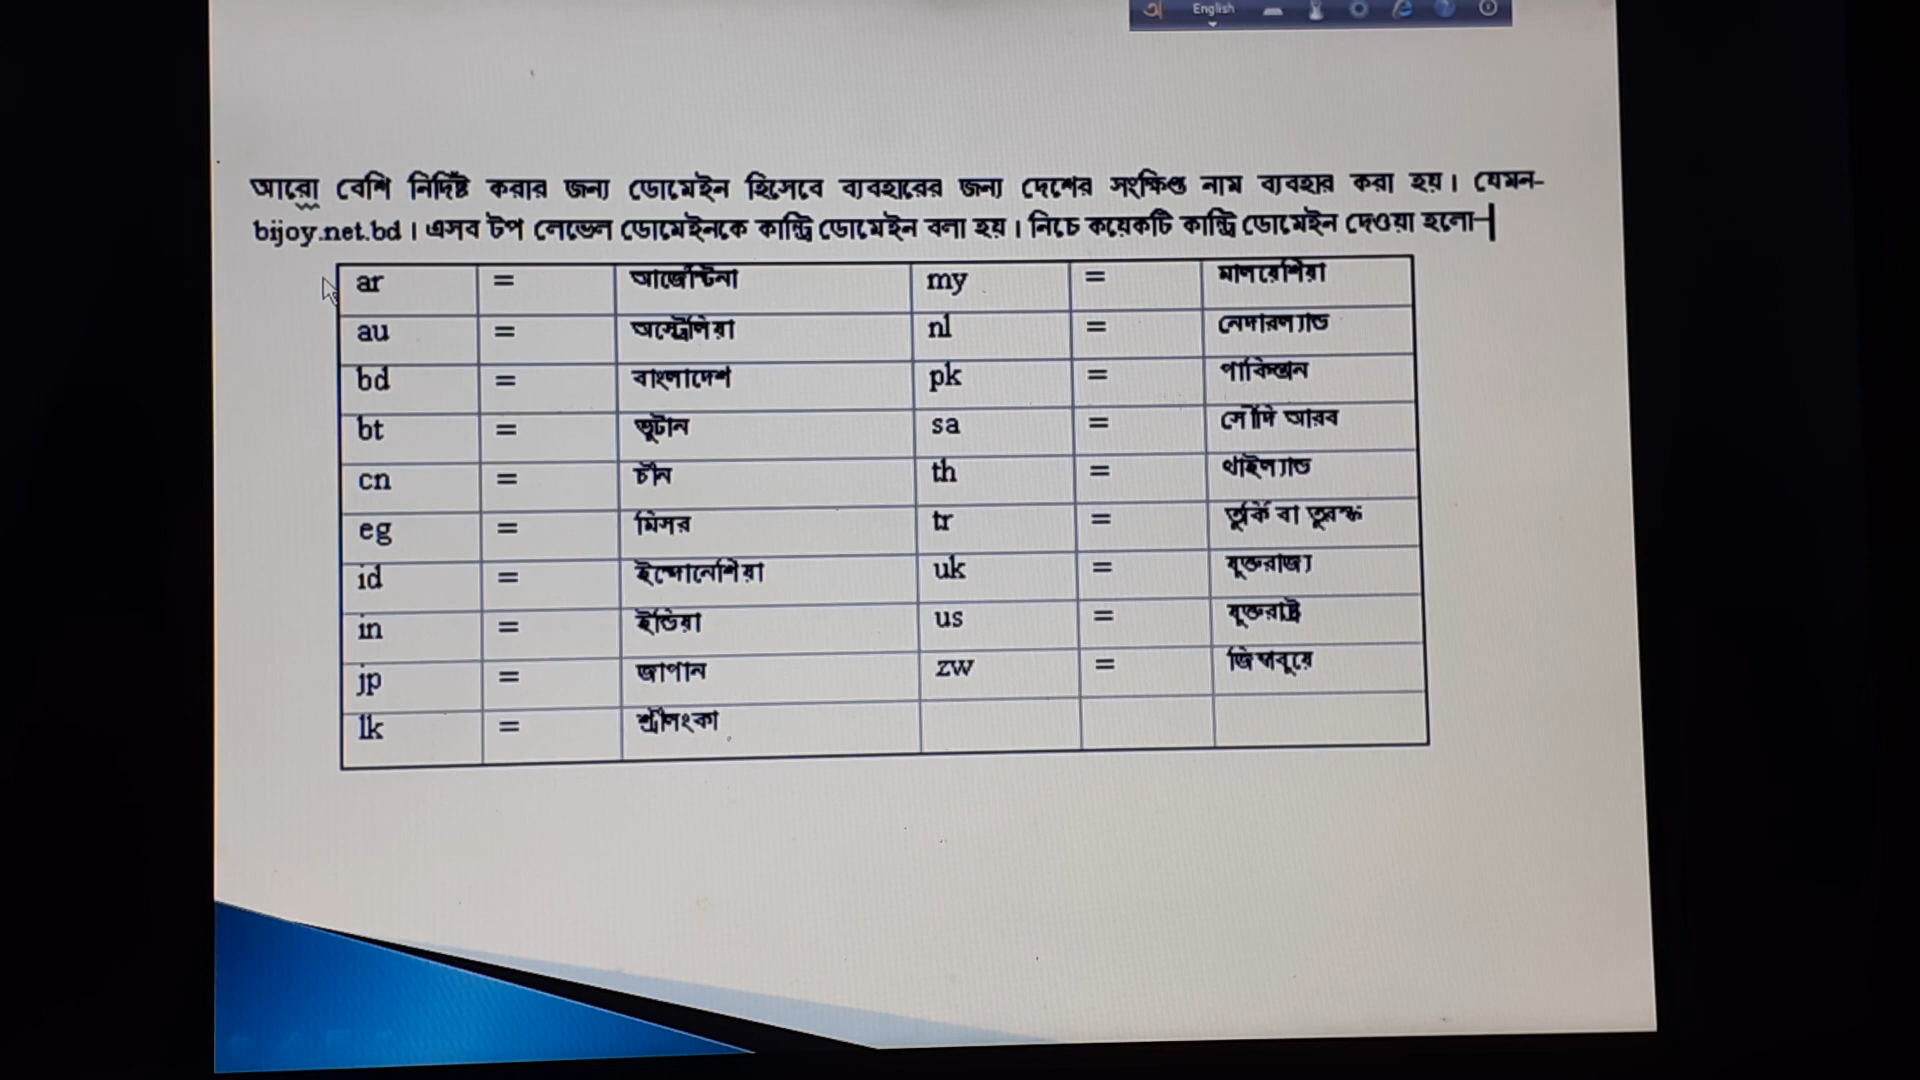 English
আরো বেশি নির্দিষ্ট করার জন্য ডোমেইন হিসেবে ব্যবহারের জন্য দেশের সংক্ষিপ্ত নাম ব্যবহার করা হয়। যেমন-
bijoy.net.bd। এসব টপ লেভেল ডোমেইনকে কান্ট্রি ডোমেইন বলা হয়। নিচে কয়েকটি কান্ট্রি ডোমেইন দেওয়া হলো-
ar = আর্জেন্টিনা my = মালয়েশিয়া
au = অস্ট্রেলিয়া nl = নেদারল্যান্ড
bd = বাংলাদেশ pk = পাকিস্তান
bt = ভূটান sa = সৌদি আরব
cn = চীন th = থাইল্যান্ড
eg = মিসর tr = তুর্কি বা তুরস্ক
id = ইন্দোনেশিয়া uk = যুক্তরাজ্য
in = ইন্ডিয়া us = যুক্তরাষ্ট্র
jp = জাপান zw = জিম্বাবুয়ে
lk = শ্রীলংকা